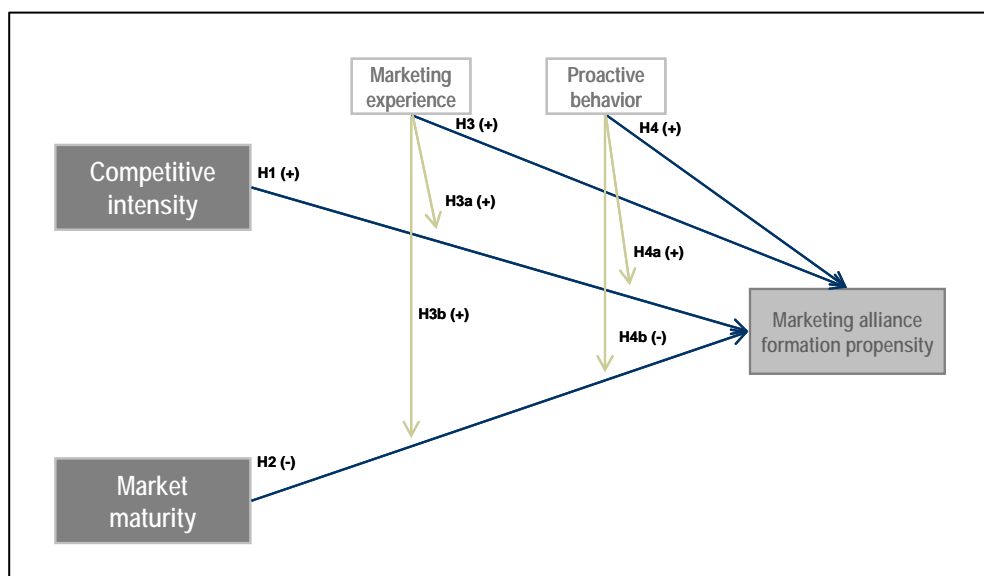 Marketing
experience
Proactive
behavior
H3 (+)
H4 (+)
Competitive
intensity
H1 (+)
H3a (+)
H4a (+)
H3b (+)
H4b (-)
Marketing alliance
formation propensity
H2 (-)
Market
maturity